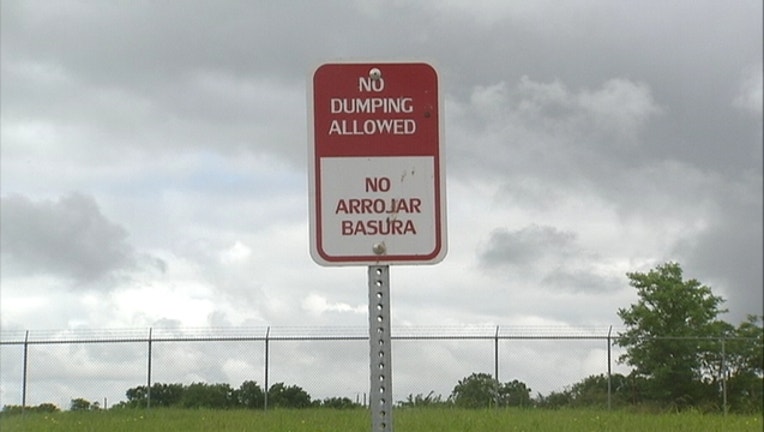 NO
DUMPING
ALLOWED
NO
ARROJAR
BASURA